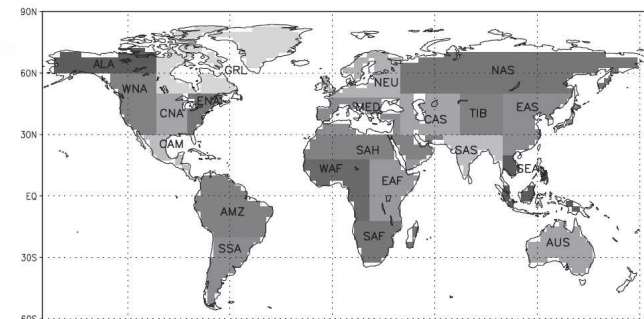 90N
ALA
GRL
NAS
60N
WNA
NEU
ENA
MED
CNA
CAS
TIB
EAS
30N
CAM
SAH
SAS
WAF
SEA
EAF
EQ
AMZ
SAF
AUS
SSA
30S
60S